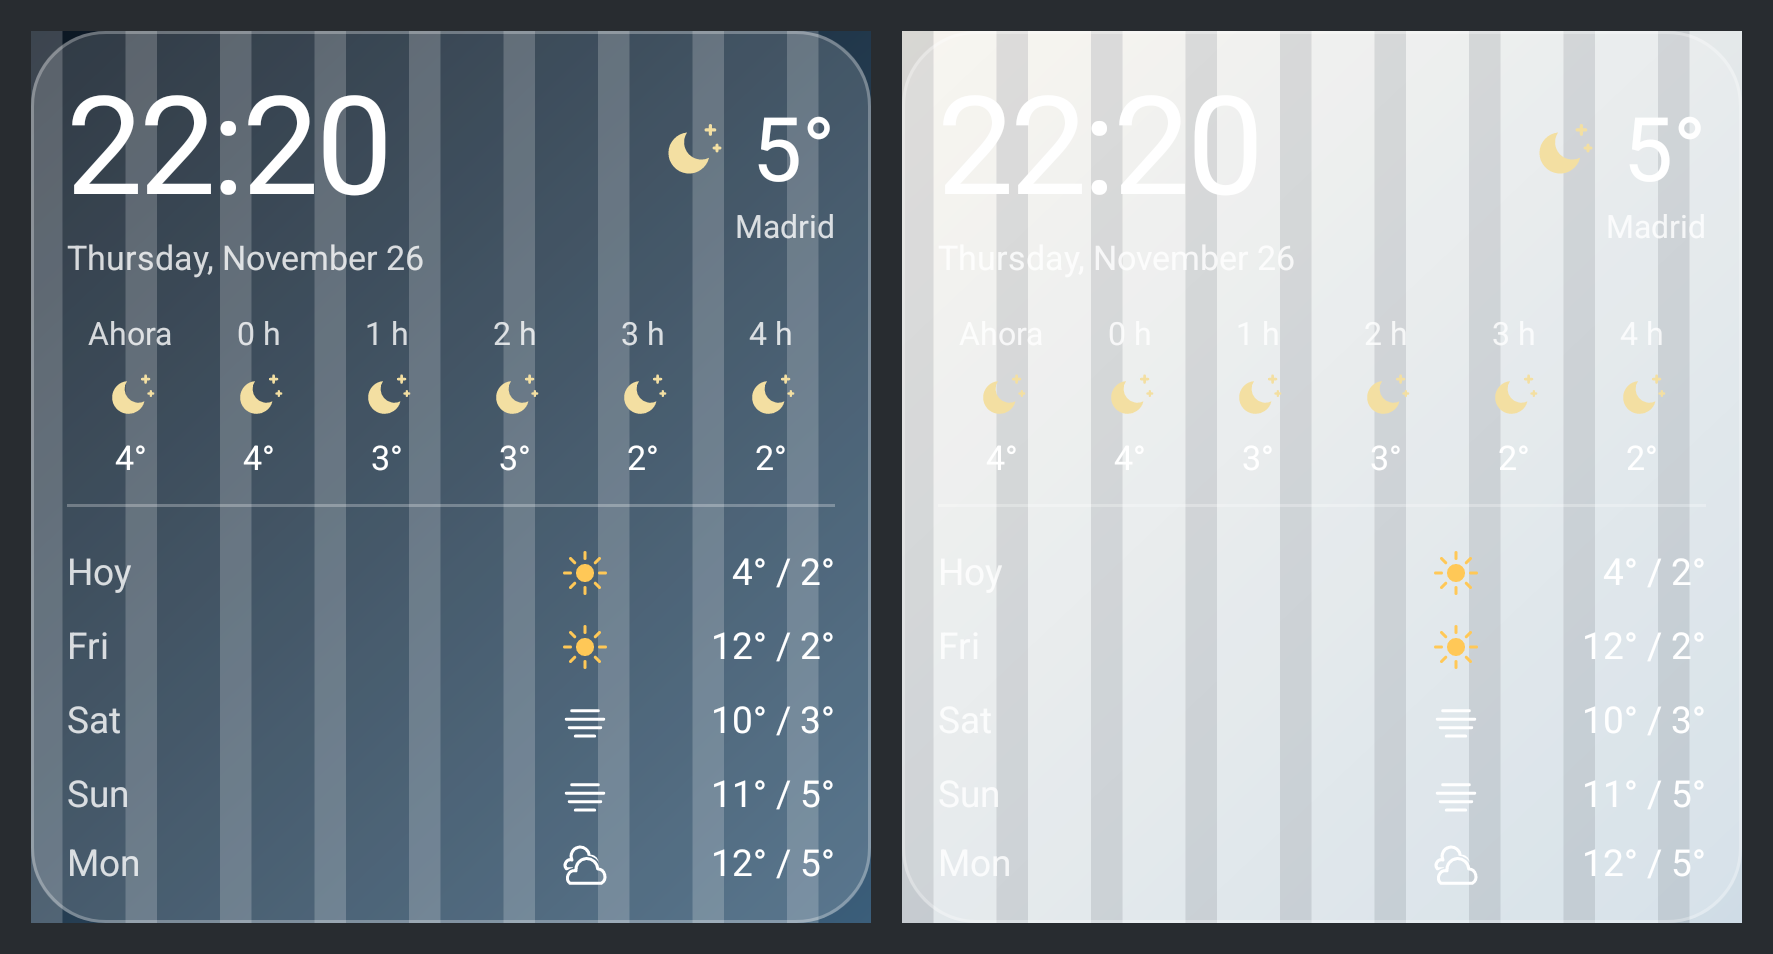 22:20
5°
Madrid
Thursday, November 26
Ahora 0 h 1 h 2 h 3 h 4 h
4° 4° 3° 3° 2° 2°
Hoy 4° / 2°
Fri 12° / 2°
Sat 10° / 3°
Sun 11° / 5°
Mon 12° / 5°
22:20
5°
Madrid
Thursday, November 26
Ahora 0 h 1 h 2 h 3 h 4 h
4° 4° 3° 3° 2° 2°
Hoy 4° / 2°
Fri 12° / 2°
Sat 10° / 3°
Sun 11° / 5°
Mon 12° / 5°